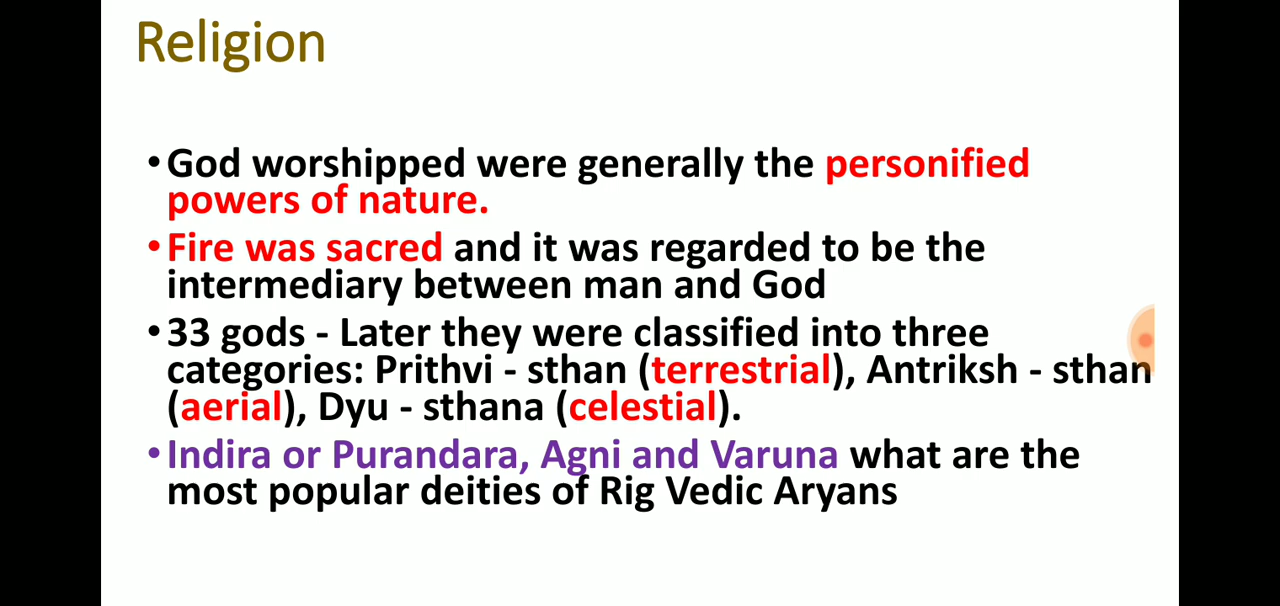 Religion
•God worshipped were generally the personified
powers of nature.
•Fire was sacred and it was regarded to be the
intermediary between man and God
•33 gods - Later they were classified into three
categories: Prithvi - sthan (terrestrial), Antriksh - sthan
(aerial), Dyu - sthana (celestial).
•Indira or Purandara, Agni and Varuna what are the
most popular deities of Rig Vedic Aryans